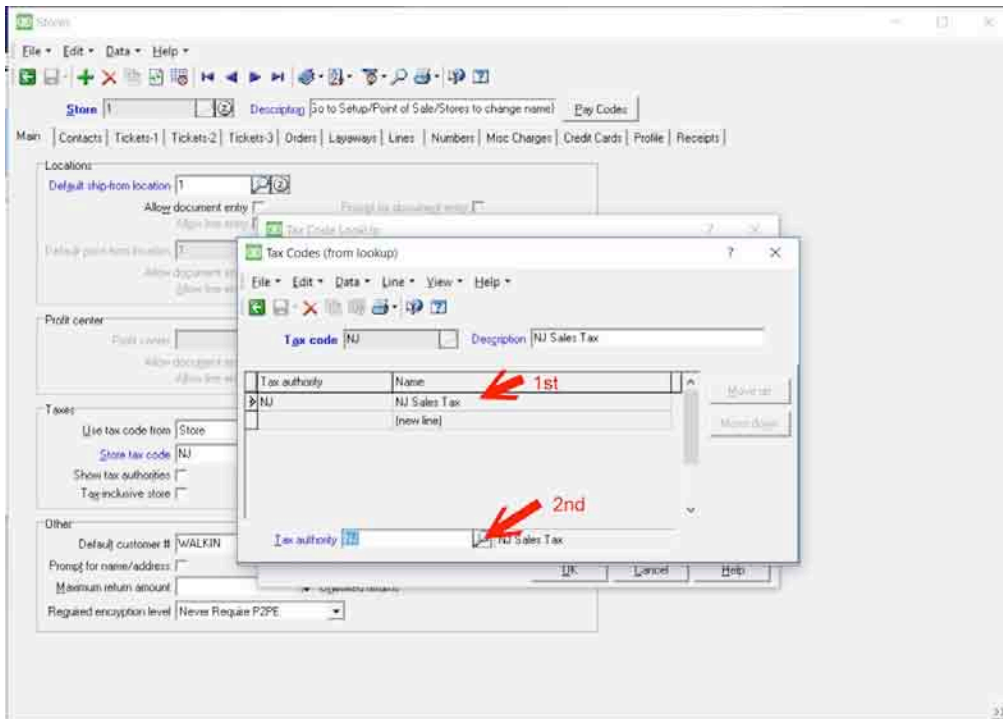 Stores
File Edit Data Help
Store 1 Description Go to Setup/Point of Sale/Stores to change name) Pay Codes
Main Contacts Tickets-1 Tickets-2 Tickets-3 Orders Layaways Lines Numbers Misc Charges Credit Cards Profile Receipts
Locations
Default ship-from location 1
Allow document entry Prompt for document entry
Allow line entry
Tax Code Lookup
Tax Codes (from lookup)
File Edit Data Line View Help
Tax code NJ Description NJ Sales Tax
Profit center
Profit center
Tax authority Name 1st
NJ NJ Sales Tax
(new line)
Move up
Move down
Taxes
Use tax code from Store
Store tax code NJ
Show tax authorities
Tax inclusive store
2nd
Tax authority NJ Sales Tax
Other
Default customer # WALKIN
Prompt for name/address
OK Cancel Help
Maximum return amount
Required encryption level Never Require P2PE